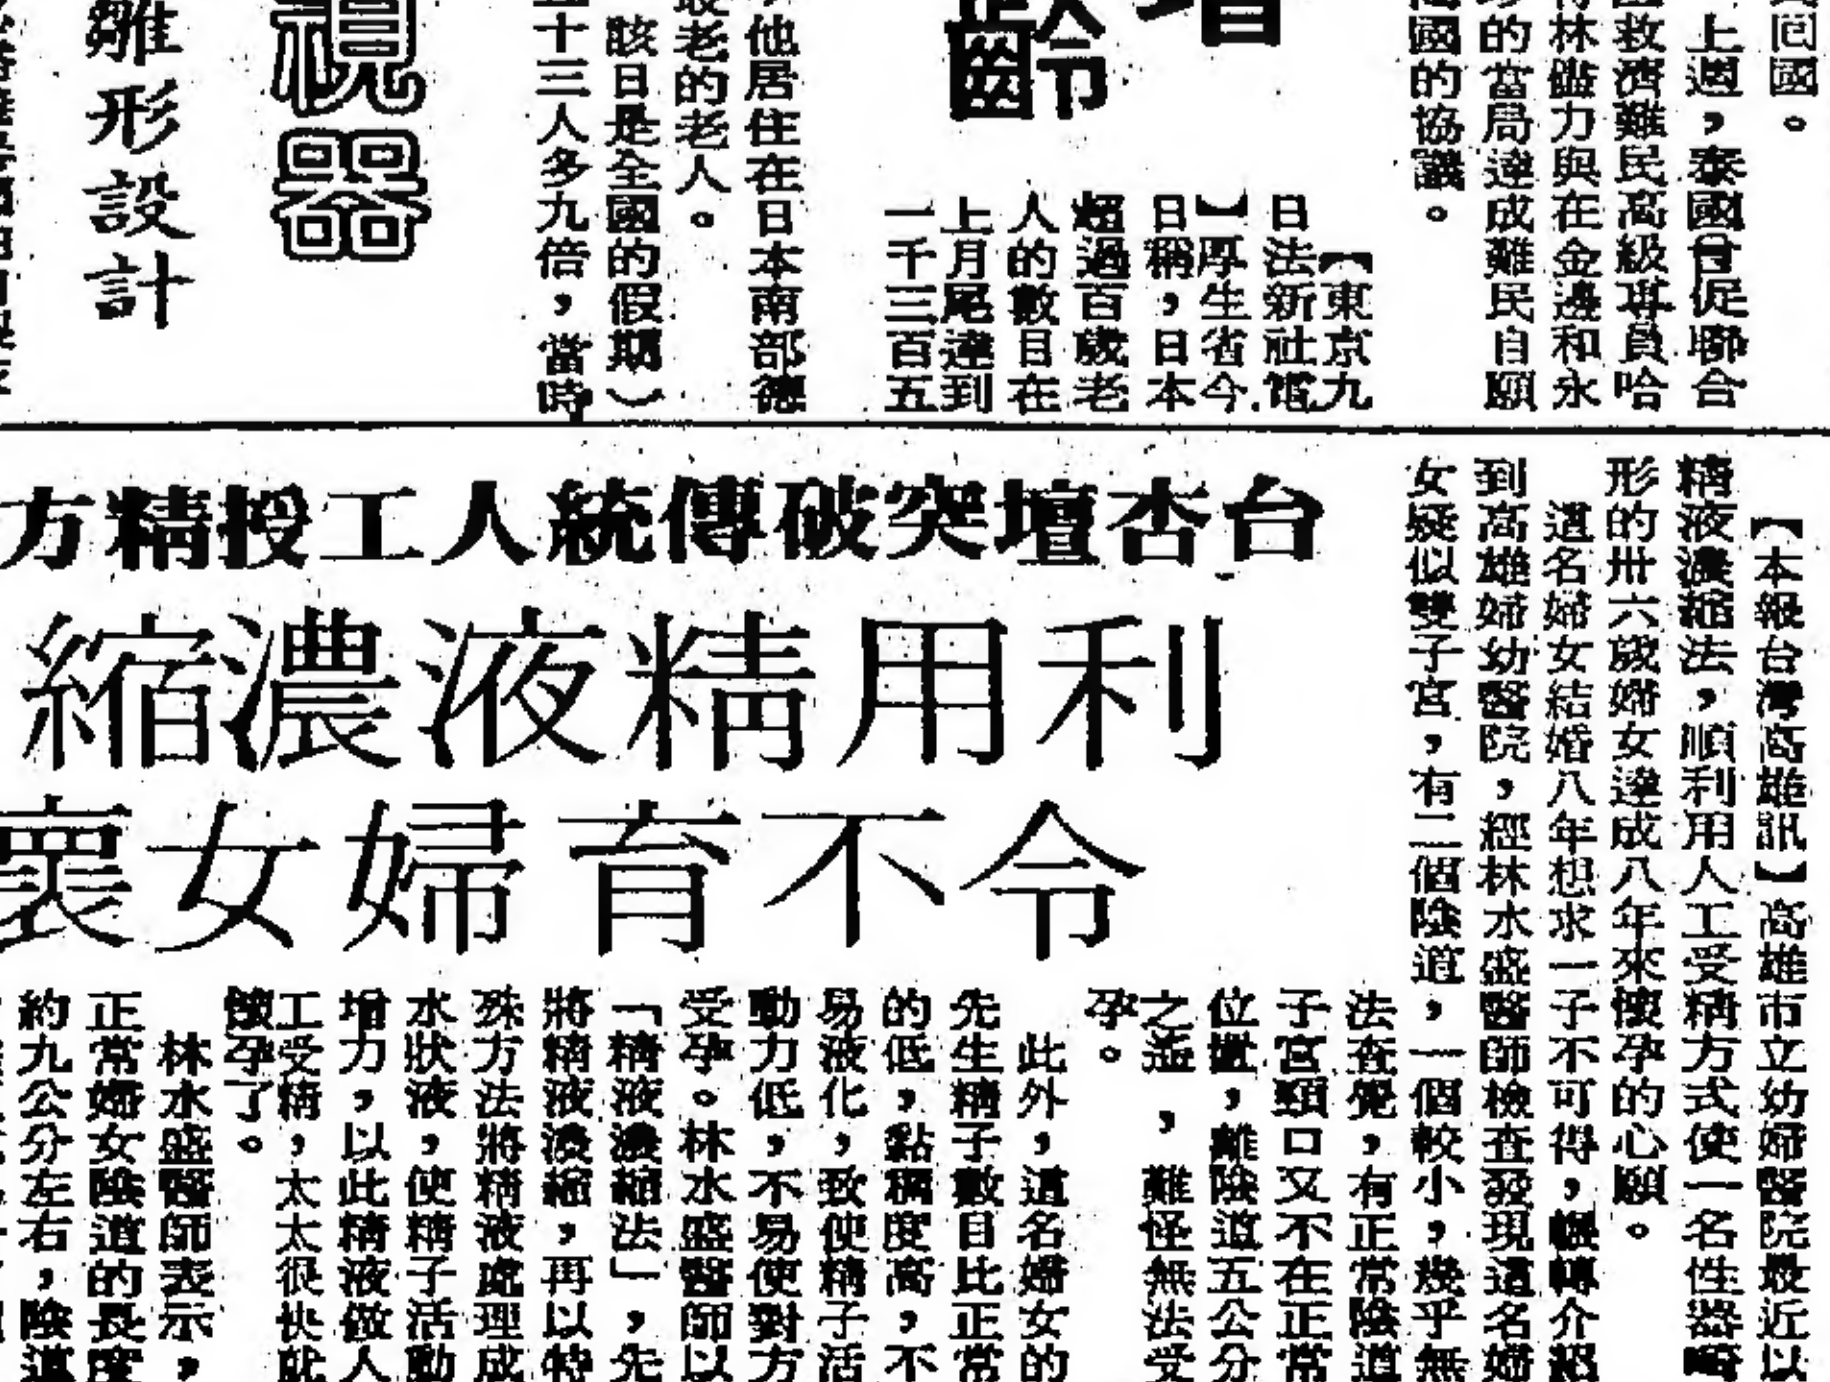 回國。
上週，泰國曾促聯合
國救濟難民高級專員哈
特林儘力與在金邊和永
珍的當局達成難民自願
回國的協議。
增
齡
【東京九
日法新社電
】厚生省今
日稱，日本
超過百歲老
人的數目在
上月尾達到
一千三百五
他居住在日本南部德
最老的老人。
該日是全國的假期）
五十三人多九倍，當時
視器
雛形設計
台杏壇突破傳統人工授精方
利用精液濃縮
令不育婦女褱
【本報台灣高雄訊】高雄市立幼婦醫院最近以
精液濃縮法，順利用人工受精方式使一名性器畸
形的卅六歲婦女達成八年來懷孕的心願。
這名婦女結婚八年想求一子不可得，輾轉介紹
到高雄婦幼醫院，經林水盛醫師檢查發現這名婦
女疑似雙子宮，有二個陰道，一個較小，幾乎無
法查覺，有正常陰道
子宮頸口又不在正常
位置，離陰道五公分
之遙，難怪無法受
孕。
此外，這名婦女的
先生精子數目比正常
的低，黏稠度高，不
易液化，致使精子活
動力低，不易使對方
受孕。林水盛醫師以
「精液濃縮法」，先
將精液濃縮，再以特
殊方法將精液處理成
水狀液，使精子活動
增力，以此精液做人
工受精，太太很快就
懷孕了。
林水盛醫師表示，
正常婦女陰道的長度
約九公分左右，陰道